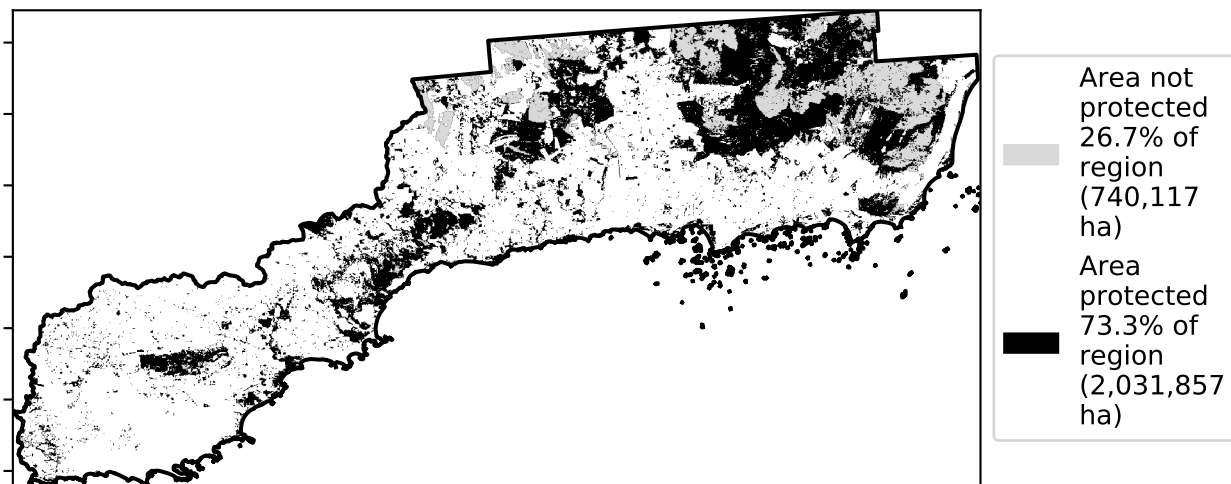 Area not
protected
26.7% of
region
(740,117
ha)
Area
protected
73.3% of
region
(2,031,857
ha)